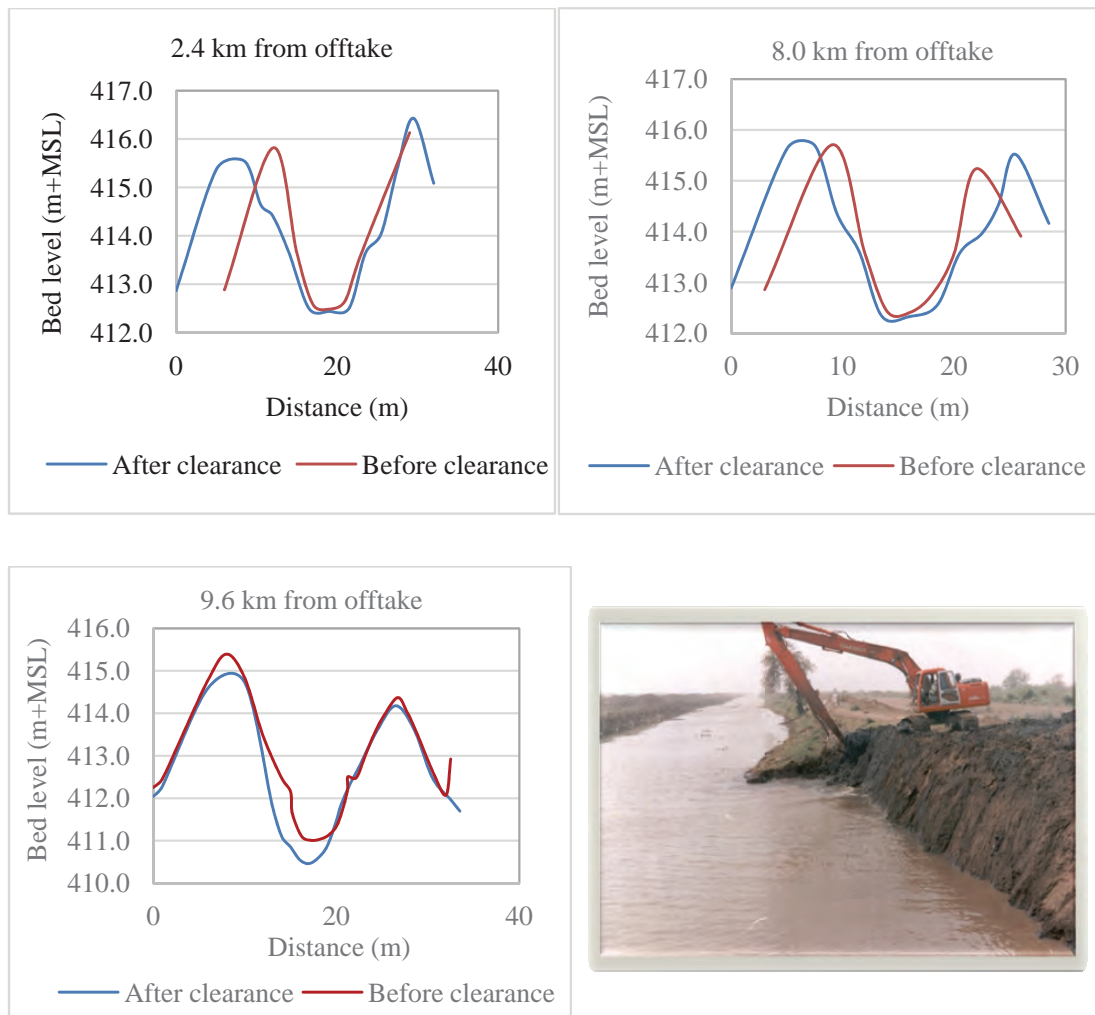 2.4 km from offtake
Bed level (m+MSL)
417.0
416.0
415.0
414.0
413.0
412.0
0 20 40
Distance (m)
After clearance Before clearance
8.0 km from offtake
Bed level (m+MSL)
417.0
416.0
415.0
414.0
413.0
412.0
0 10 20 30
Distance (m)
After clearance Before clearance
9.6 km from offtake
Bed level (m+MSL)
416.0
415.0
414.0
413.0
412.0
411.0
410.0
0 20 40
Distance (m)
After clearance Before clearance